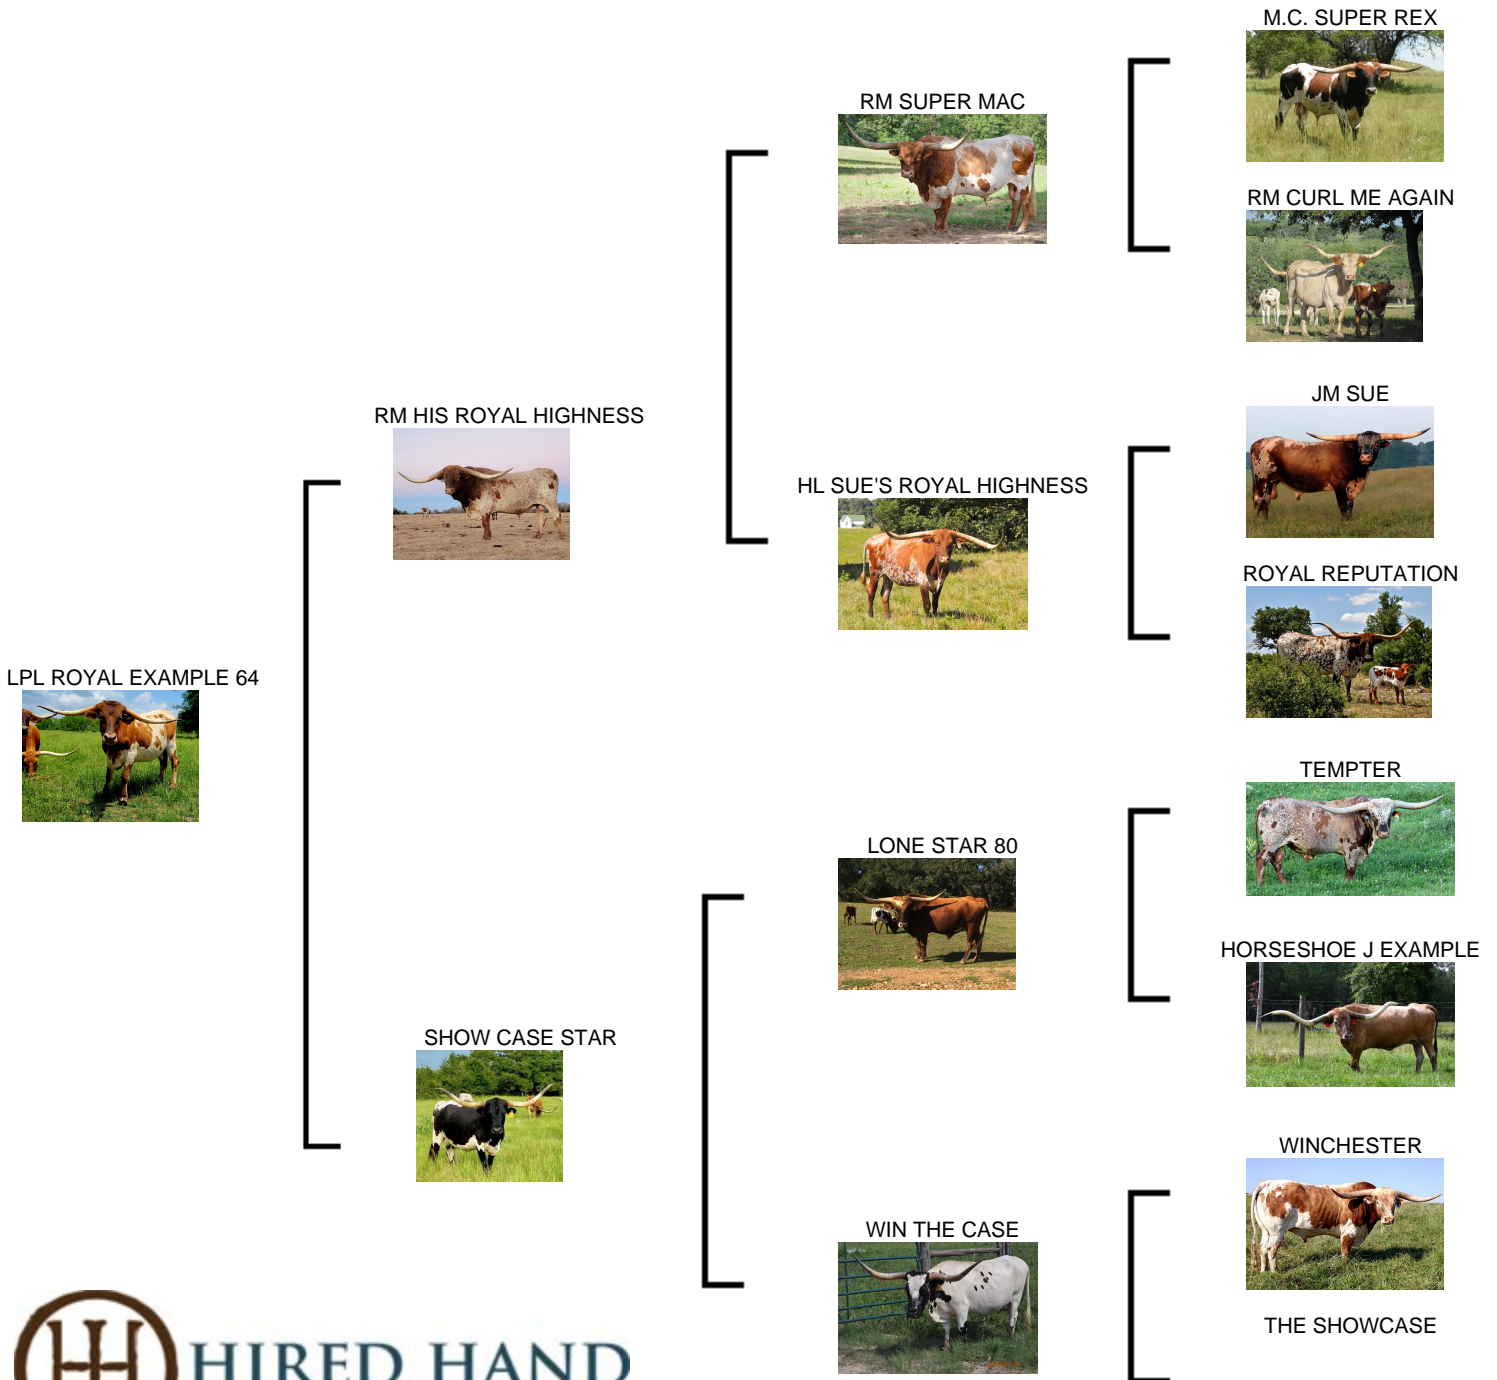 M.C. SUPER REX
RM SUPER MAC
RM CURL ME AGAIN
RM HIS ROYAL HIGHNESS
JM SUE
HL SUE'S ROYAL HIGHNESS
ROYAL REPUTATION
LPL ROYAL EXAMPLE 64
TEMPTER
LONE STAR 80
HORSESHOE J EXAMPLE
SHOW CASE STAR
WINCHESTER
WIN THE CASE
THE SHOWCASE
HIRED HAND